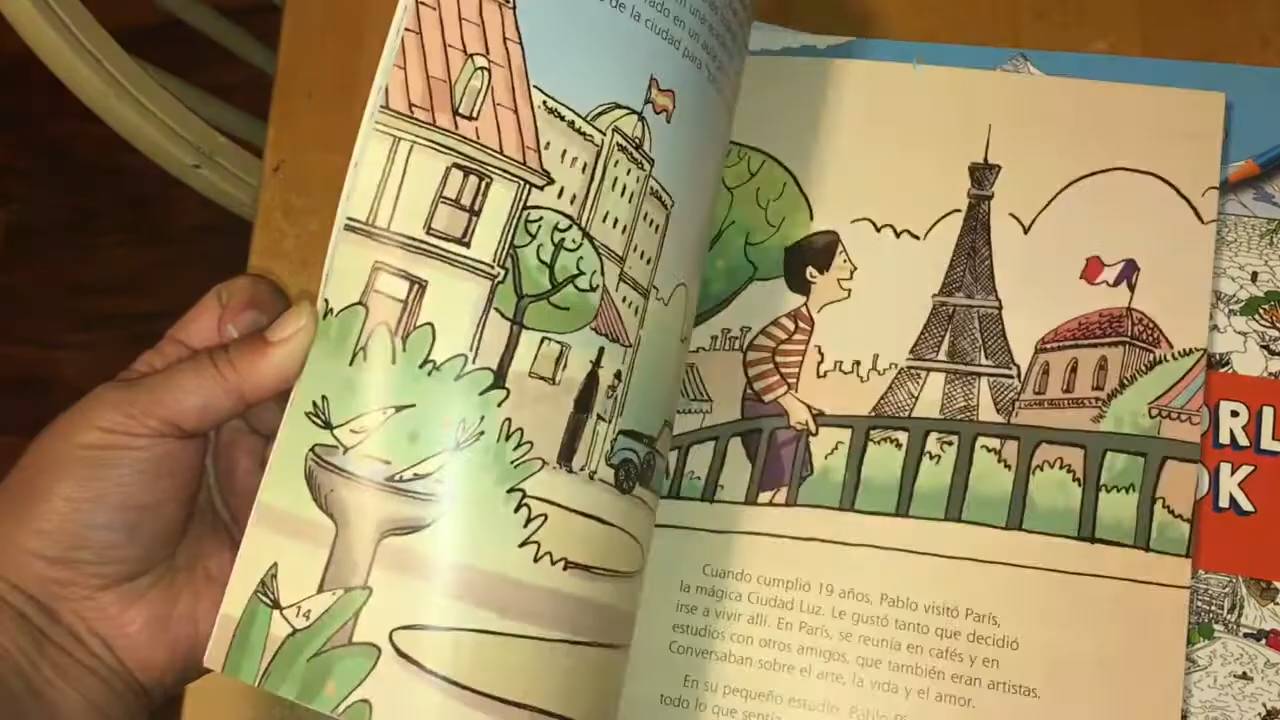 de la ciudad para
14
Cuando cumplió 19 años, Pablo visitó París,
la mágica Ciudad Luz. Le gustó tanto que decidió
irse a vivir allí. En París, se reunía en cafés y en
estudios con otros amigos, que también eran artistas.
Conversaban sobre el arte, la vida y el amor.
En su pequeño estudio, Pablo
todo lo que sentía